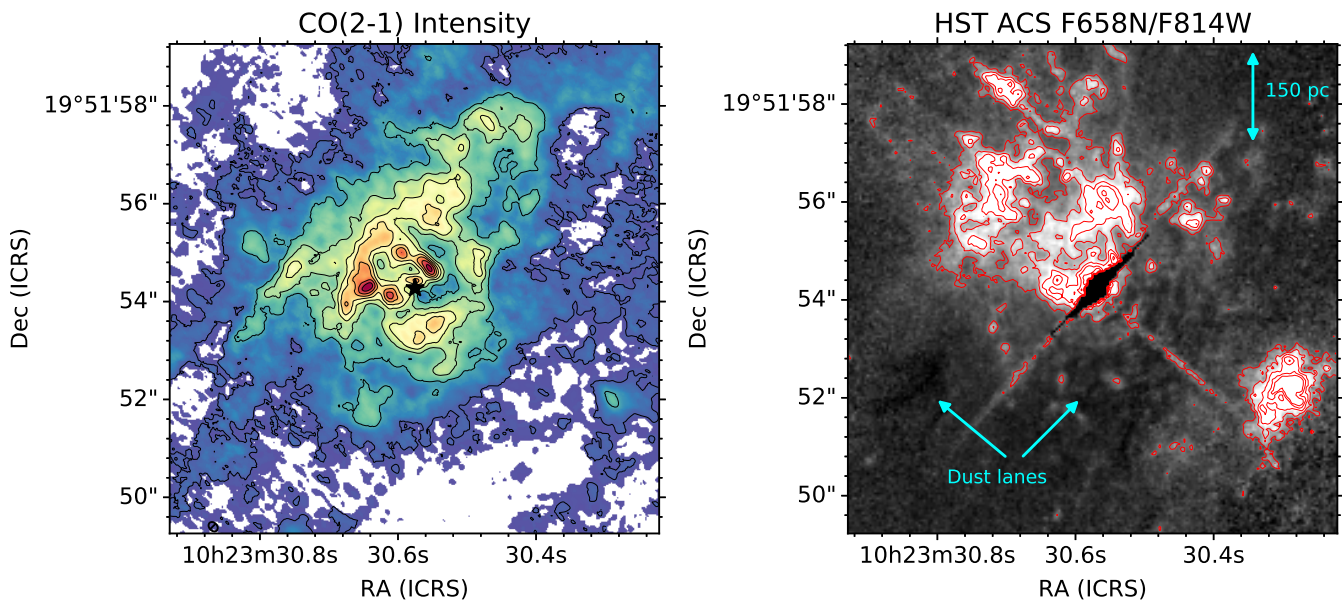 CO(2-1) Intensity
19°51'58"
56"
54"
52"
50"
Dec (ICRS)
10h23m30.8s
30.6s
30.4s
RA (ICRS)
HST ACS F658N/F814W
150 pc
19°51'58"
56"
54"
52"
50"
Dec (ICRS)
Dust lanes
10h23m30.8s
30.6s
30.4s
RA (ICRS)